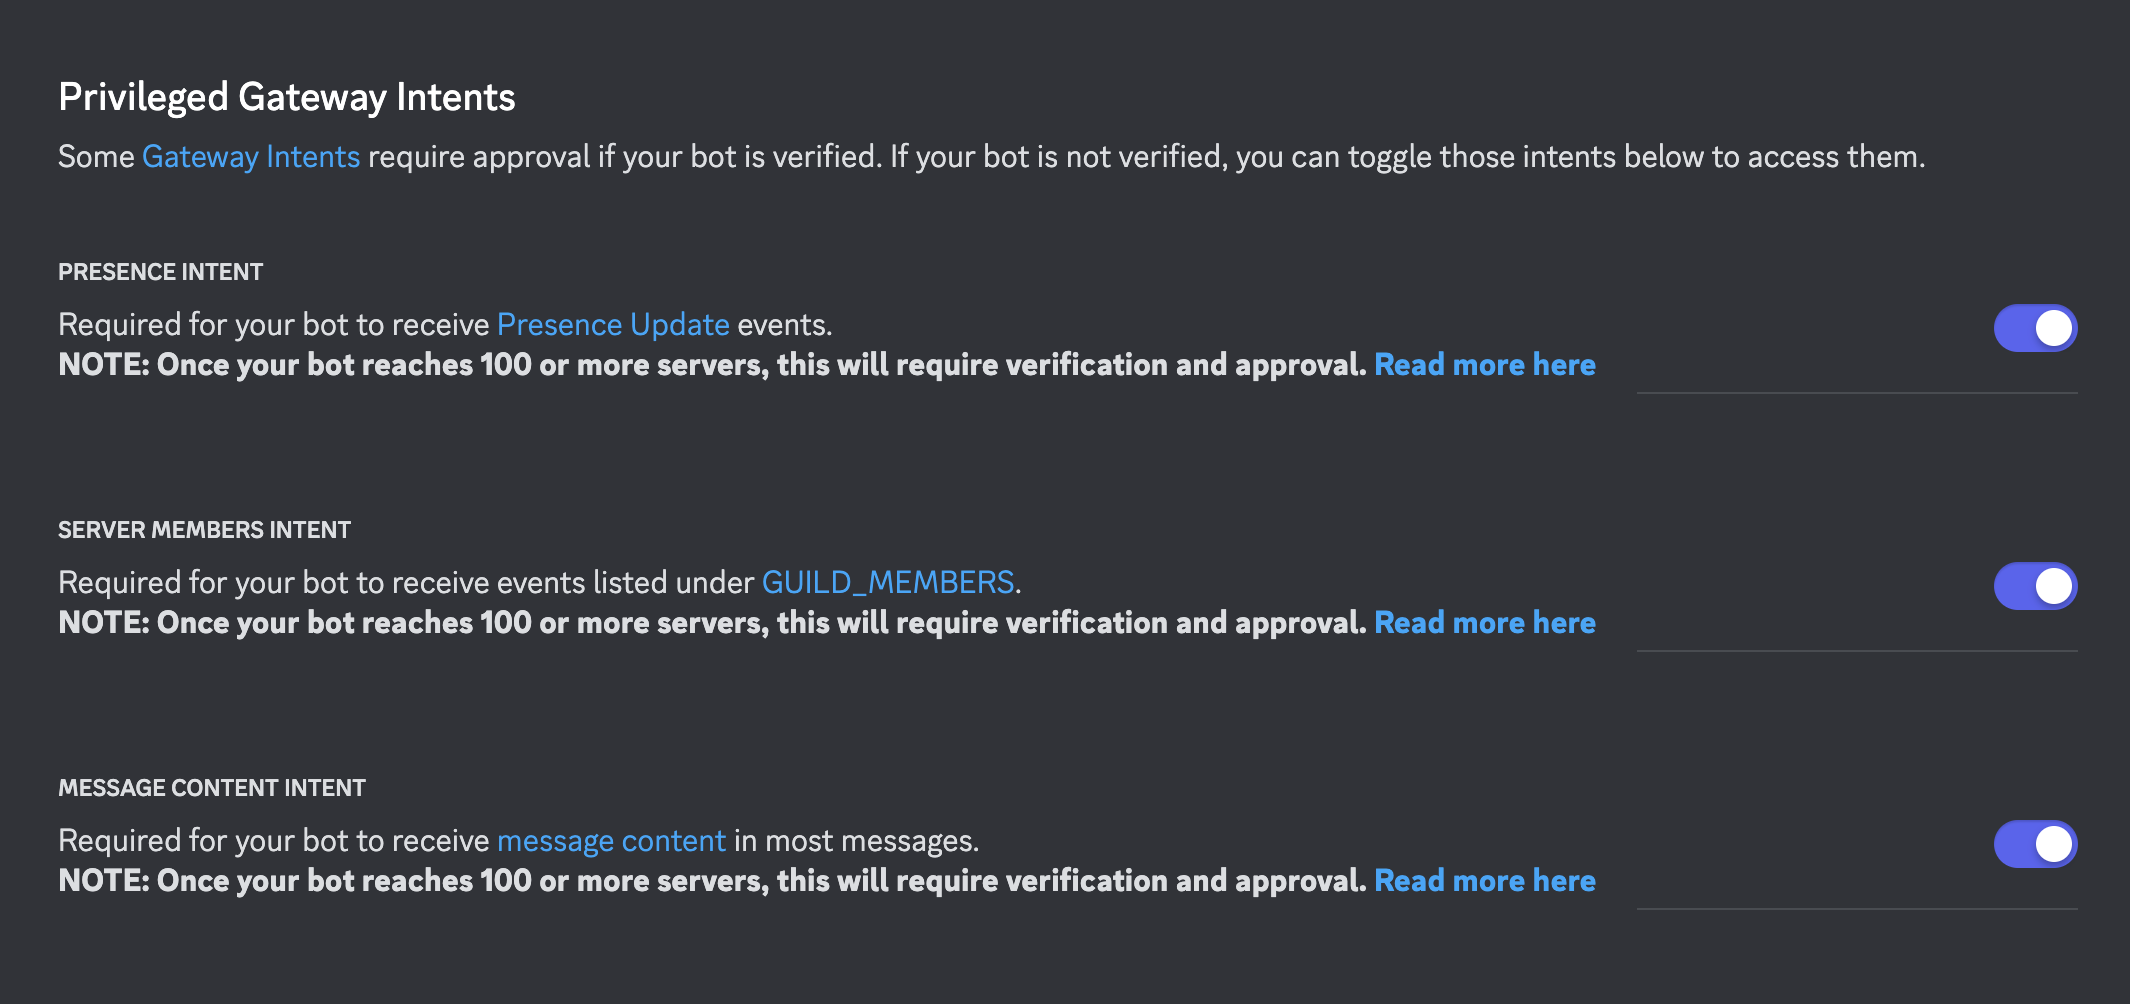 Privileged Gateway Intents
Some Gateway Intents require approval if your bot is verified. If your bot is not verified, you can toggle those intents below to access them.
PRESENCE INTENT
Required for your bot to receive Presence Update events.
NOTE: Once your bot reaches 100 or more servers, this will require verification and approval. Read more here
SERVER MEMBERS INTENT
Required for your bot to receive events listed under GUILD_MEMBERS.
NOTE: Once your bot reaches 100 or more servers, this will require verification and approval. Read more here
MESSAGE CONTENT INTENT
Required for your bot to receive message content in most messages.
NOTE: Once your bot reaches 100 or more servers, this will require verification and approval. Read more here